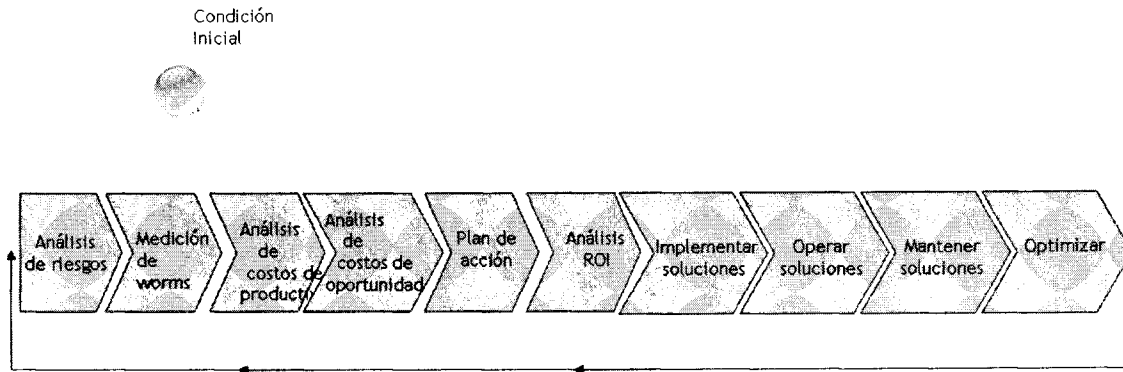 Condición
Inicial
Análisis
de riesgos
Medición
de
worms
Análisis
de
costos de
producti
Análisis
de
costos de
oportunidad
Plan de
acción
Análisis
ROI
Implementar
soluciones
Operar
soluciones
Mantener
soluciones
Optimizar